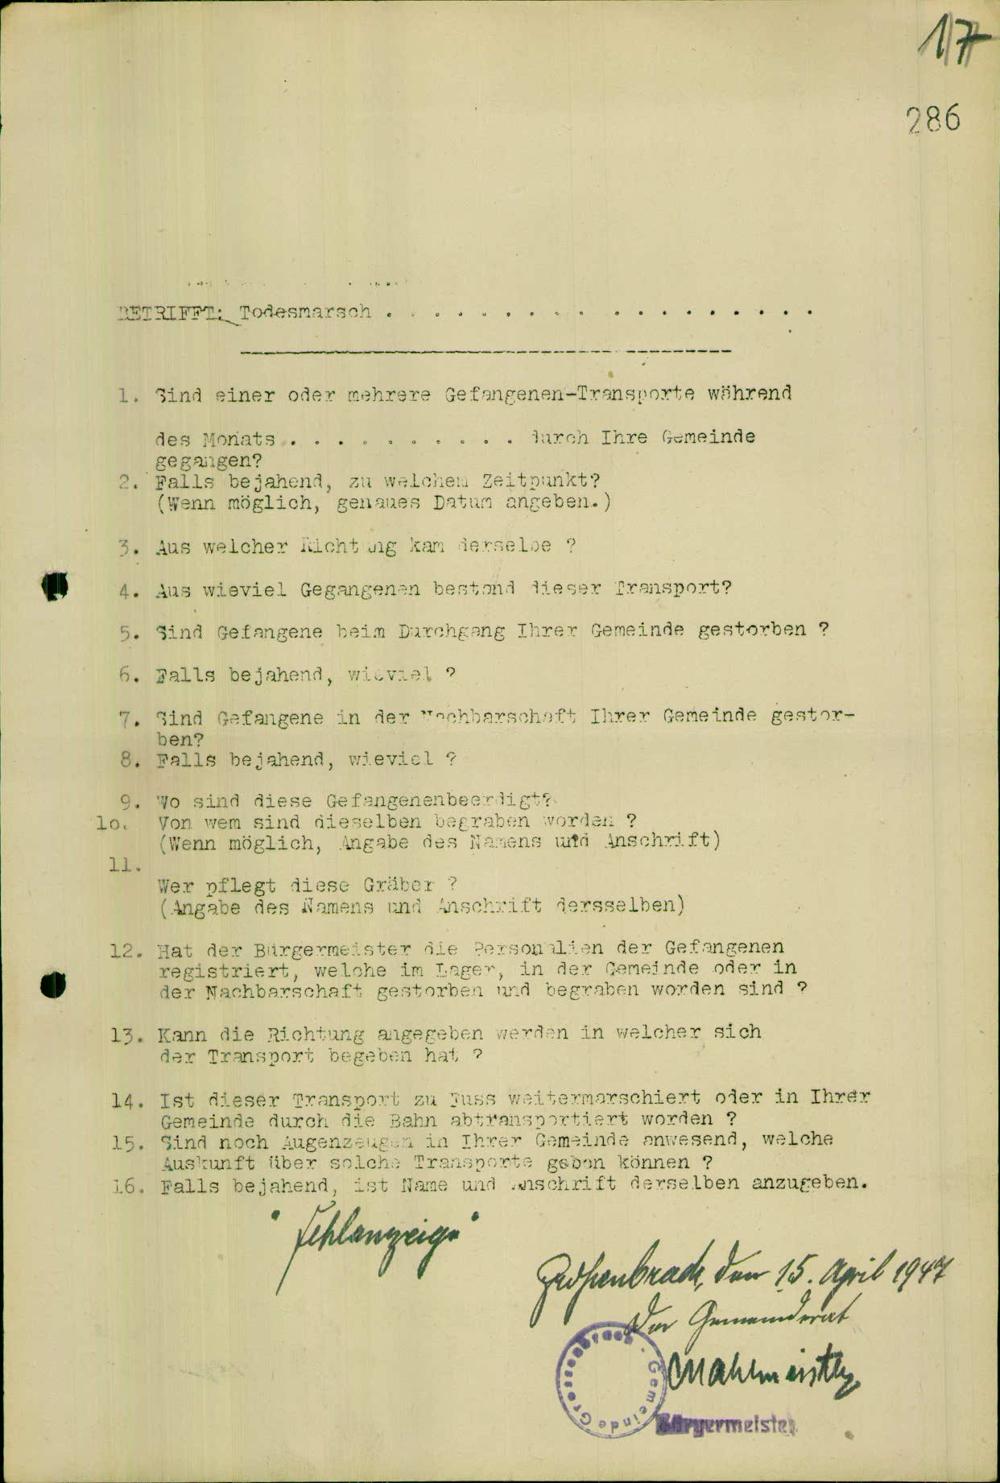 17
286
BETRIFFT: Todesmarsch . . . . . . . . . . . . . . . . . .
1. Sind einer oder mehrere Gefangenen-Transporte während
des Monats . . . . . . . . . . durch Ihre Gemeinde
gegangen?
2. Falls bejahend, zu welchem Zeitpunkt?
(Wenn möglich, genaues Datum angeben.)
3. Aus welcher Richtung kam derselbe ?
4. Aus wieviel Gegangenen bestand dieser Transport?
5. Sind Gefangene beim Durchgang Ihrer Gemeinde gestorben ?
6. Falls bejahend, wieviel ?
7. Sind Gefangene in der Nachbarschaft Ihrer Gemeinde gestor-
ben?
8. Falls bejahend, wieviel ?
9. Wo sind diese Gefangenenbeerdigt?
lo. Von wem sind dieselben begraben worden ?
(Wenn möglich, Angabe des Namens und Anschrift)
11.
Wer pflegt diese Gräber ?
(Angabe des Namens und Anschrift dersselben)
12. Hat der Bürgermeister die Personalien der Gefangenen
registriert, welche im Lager, in der Gemeinde oder in
der Nachbarschaft gestorben und begraben worden sind ?
13. Kann die Richtung angegeben werden in welcher sich
der Transport begeben hat ?
14. Ist dieser Transport zu Fuss weitermarschiert oder in Ihrer
Gemeinde durch die Bahn abtransportiert worden ?
15. Sind noch Augenzeugen in Ihrer Gemeinde anwesend, welche
Auskunft über solche Transporte geben können ?
16. Falls bejahend, ist Name und Anschrift derselben anzugeben.
"Fehlanzeige"
Großenbrach, den 15. April 1947
Der Gemeinderat
Gemeinde Grossenbrach
Bürgermeister